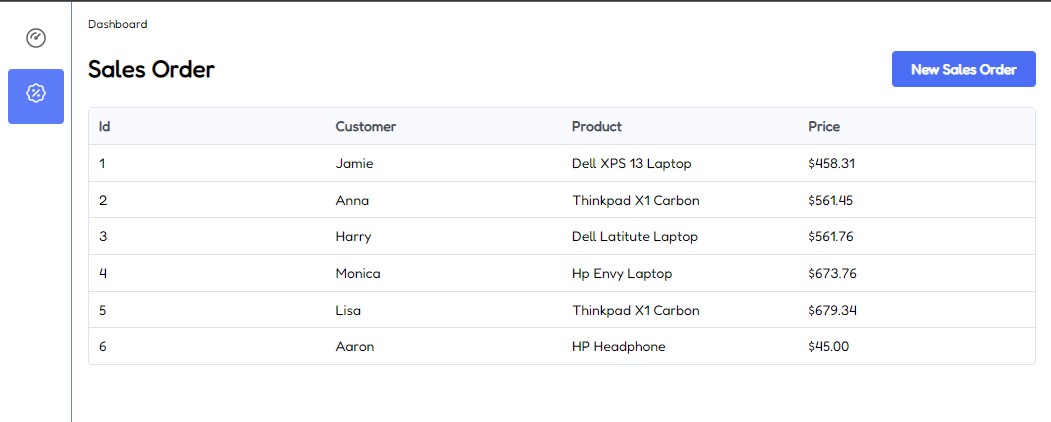 Dashboard
Sales Order
New Sales Order
Id Customer Product Price
1 Jamie Dell XPS 13 Laptop $458.31
2 Anna Thinkpad X1 Carbon $561.45
3 Harry Dell Latitute Laptop $561.76
4 Monica Hp Envy Laptop $673.76
5 Lisa Thinkpad X1 Carbon $679.34
6 Aaron HP Headphone $45.00